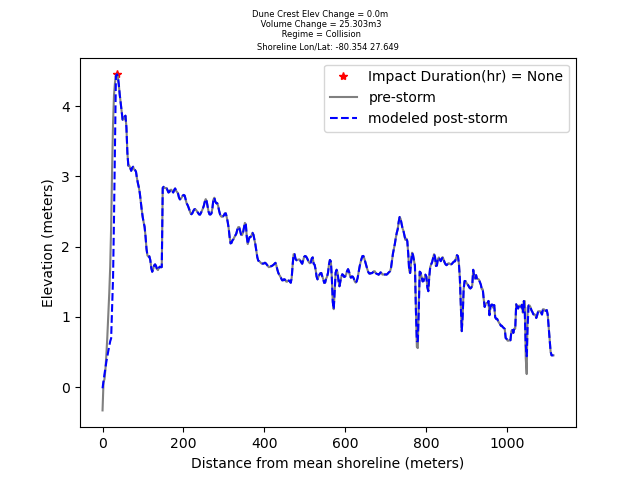 Dune Crest Elev Change = 0.0m
Volume Change = 25.303m3
Regime = Collision
Shoreline Lon/Lat: -80.354 27.649
Impact Duration(hr) = None
pre-storm
modeled post-storm
Elevation (meters)
4
3
2
1
0
0 200 400 600 800 1000
Distance from mean shoreline (meters)